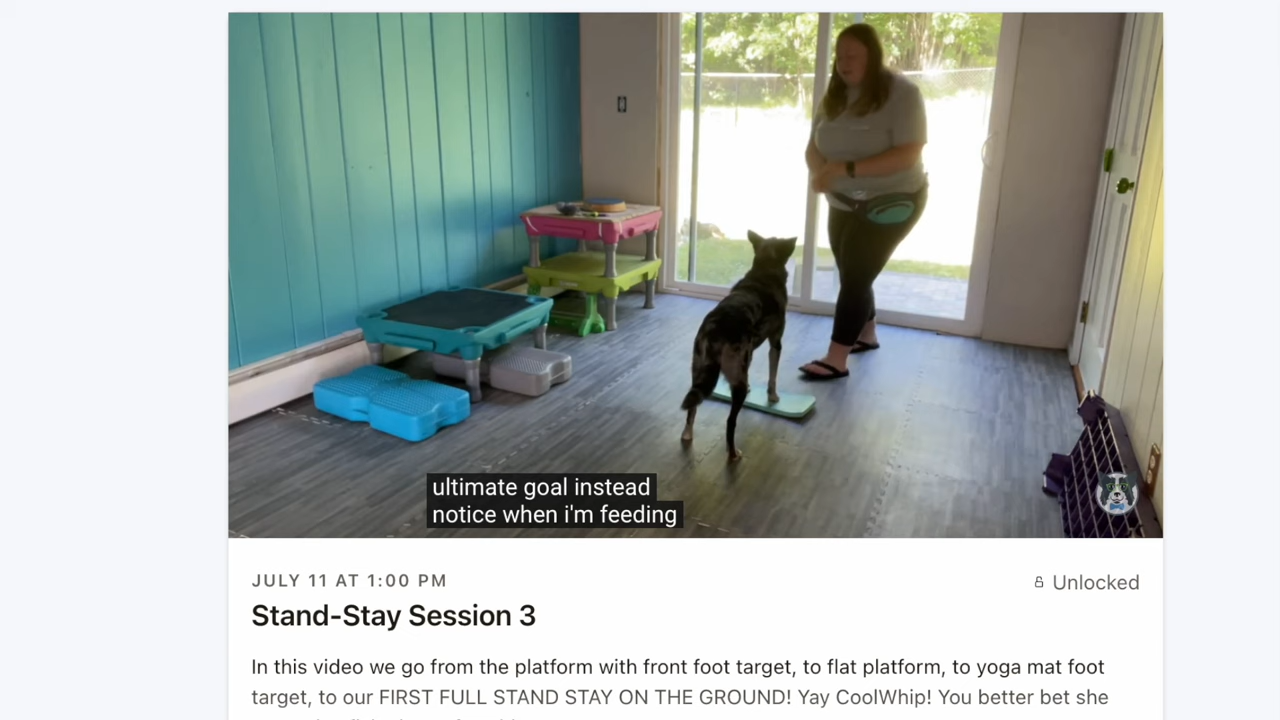 ultimate goal instead
notice when i'm feeding
JULY 11 AT 1:00 PM
Unlocked
Stand-Stay Session 3
In this video we go from the platform with front foot target, to flat platform, to yoga mat foot
target, to our FIRST FULL STAND STAY ON THE GROUND! Yay CoolWhip! You better bet she